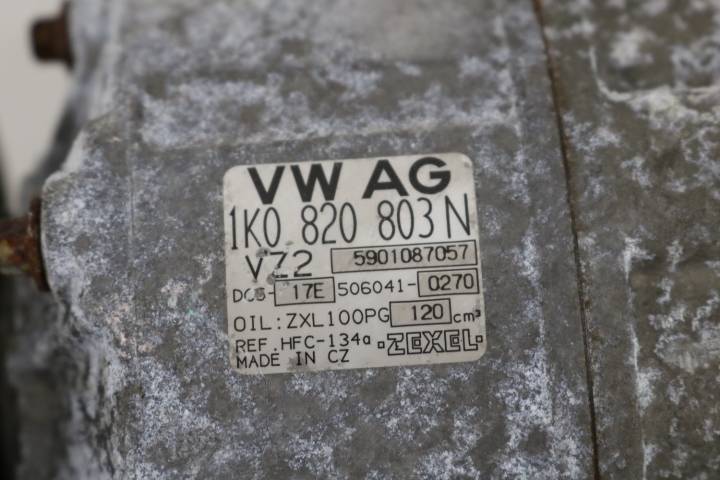 VW AG
1K0 820 803 N
VZ2 5901087057
DCS-17E 506041-0270
OIL:ZXL100PG 120 cm³
REF.HFC-134a ZEXEL
MADE IN CZ